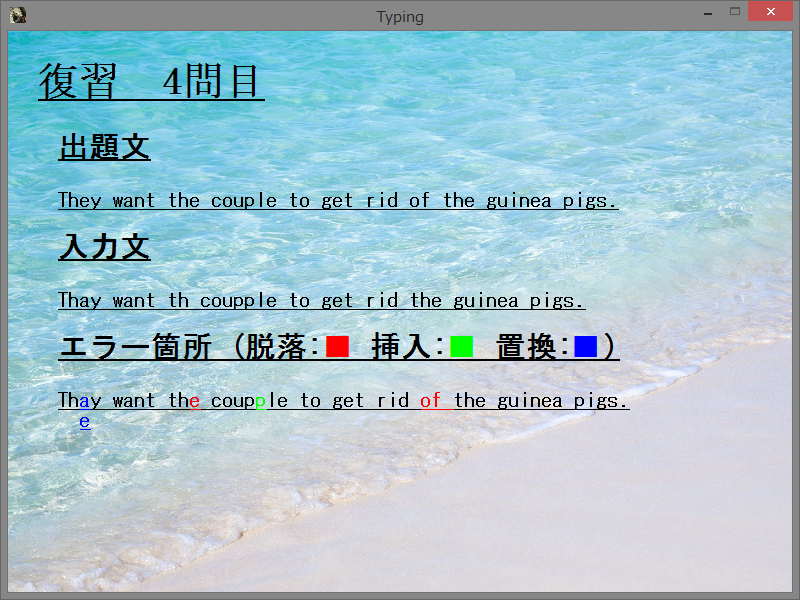 Typing
復習　4問目
出題文
They want the couple to get rid of the guinea pigs.
入力文
Thay want th coupple to get rid the guinea pigs.
エラー箇所 (脱落:■ 挿入:■ 置換:■)
Thay want the coupple to get rid of the guinea pigs.
e